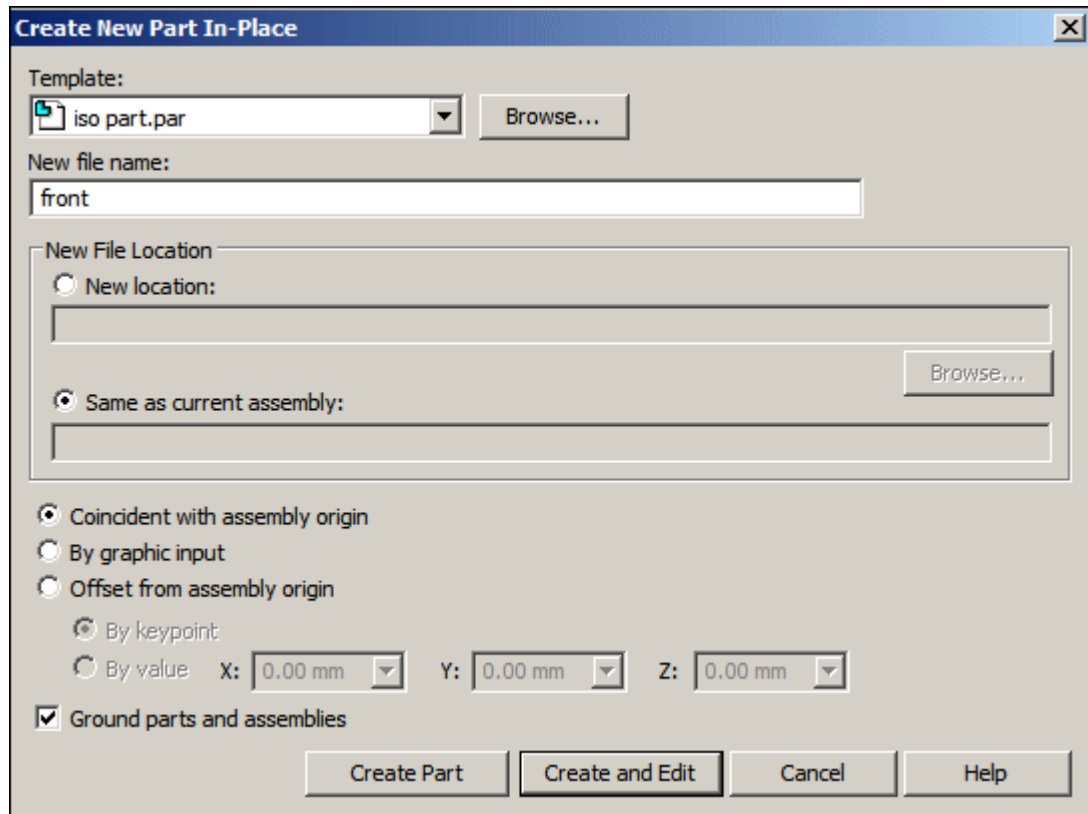 Create New Part In-Place
Template:
iso part.par
Browse...
New file name:
front
New File Location
New location:
Browse...
Same as current assembly:
Coincident with assembly origin
By graphic input
Offset from assembly origin
By keypoint
By value X: 0.00 mm Y: 0.00 mm Z: 0.00 mm
Ground parts and assemblies
Create Part Create and Edit Cancel Help